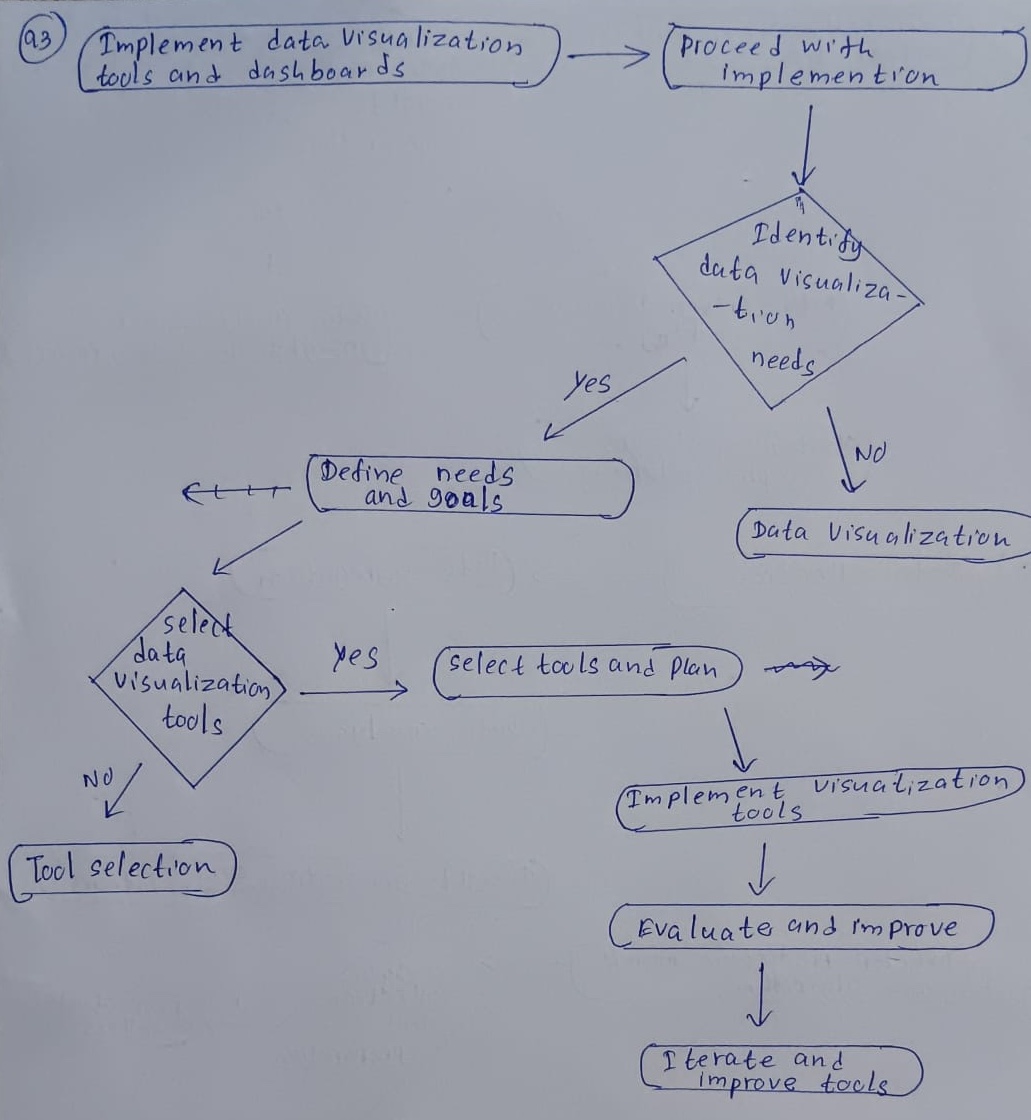 Q3
Implement data visualization
tools and dashboards
Proceed with
implemention
Identify
data visualiza-
-tion
needs
Yes
NO
Define needs
and goals
Data visualization
select
data
visualization
tools
Yes
select tools and plan
NO
Implement visualization
tools
Tool selection
Evaluate and improve
Iterate and
improve tools